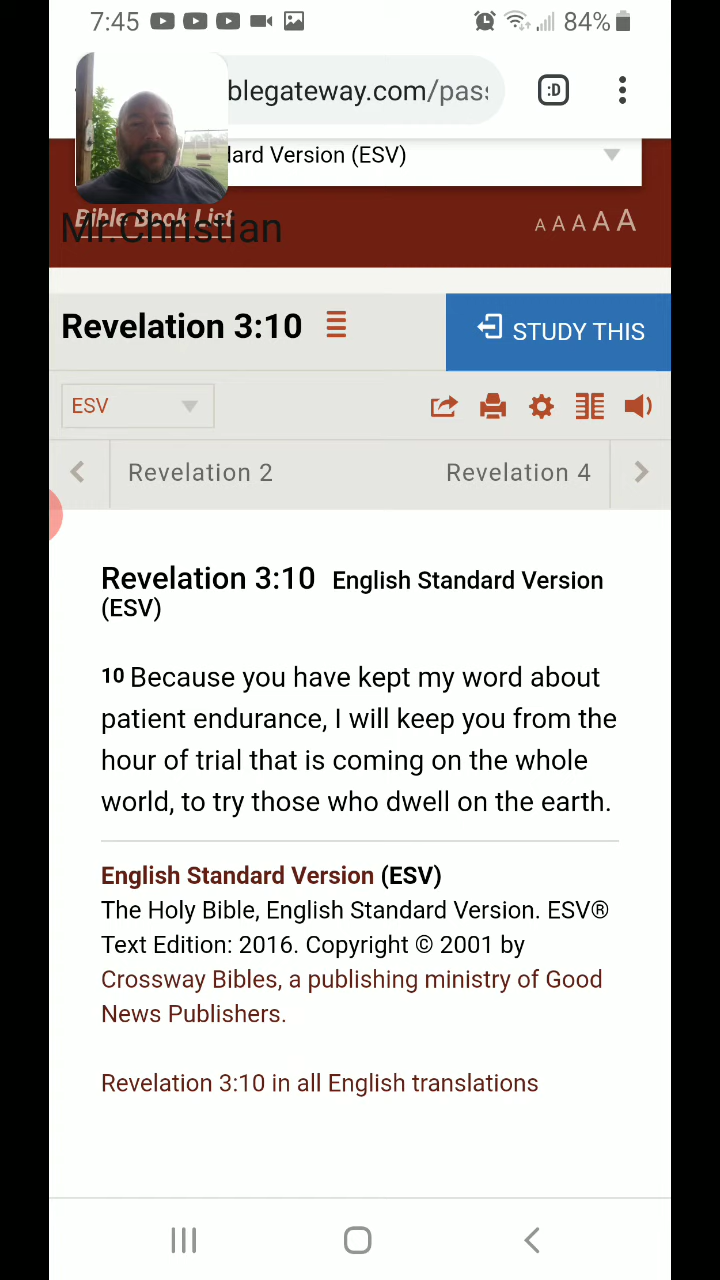 7:45 84%
blegateway.com/pas :D
dard Version (ESV)
Bible Book List
Mr.Christian
A A A A A
Revelation 3:10
STUDY THIS
ESV
Revelation 2 Revelation 4
Revelation 3:10 English Standard Version
(ESV)
10 Because you have kept my word about
patient endurance, I will keep you from the
hour of trial that is coming on the whole
world, to try those who dwell on the earth.
English Standard Version (ESV)
The Holy Bible, English Standard Version. ESV®
Text Edition: 2016. Copyright © 2001 by
Crossway Bibles, a publishing ministry of Good
News Publishers.
Revelation 3:10 in all English translations